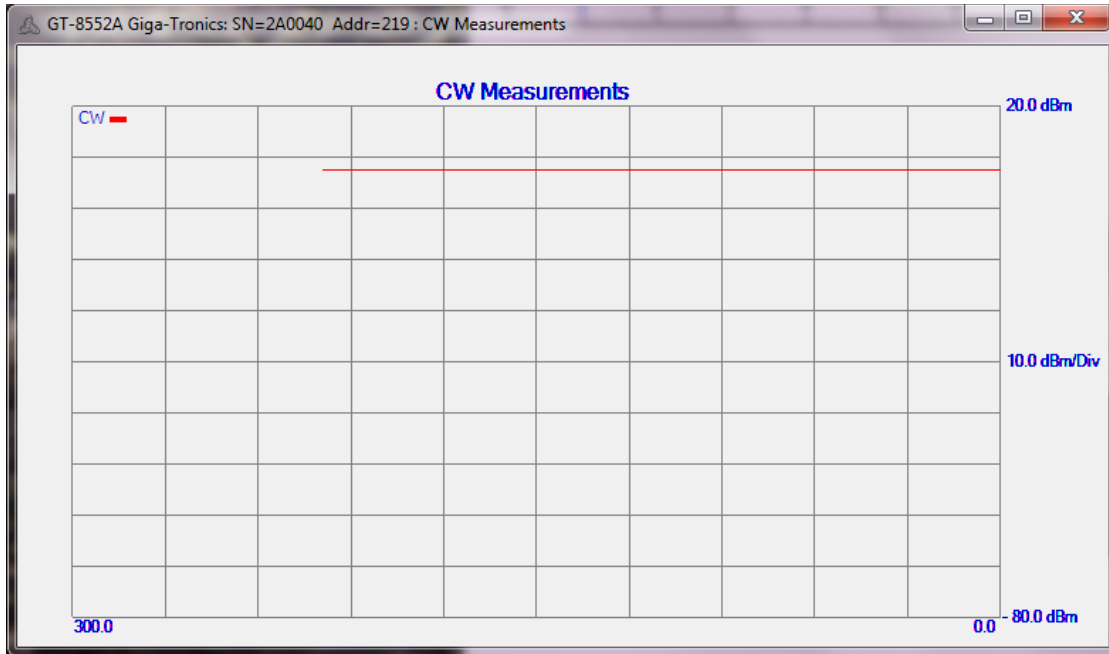 GT-8552A Giga-Tronics: SN=2A0040 Addr=219 : CW Measurements
CW Measurements
CW
20.0 dBm
10.0 dBm/Div
- 80.0 dBm
300.0
0.0